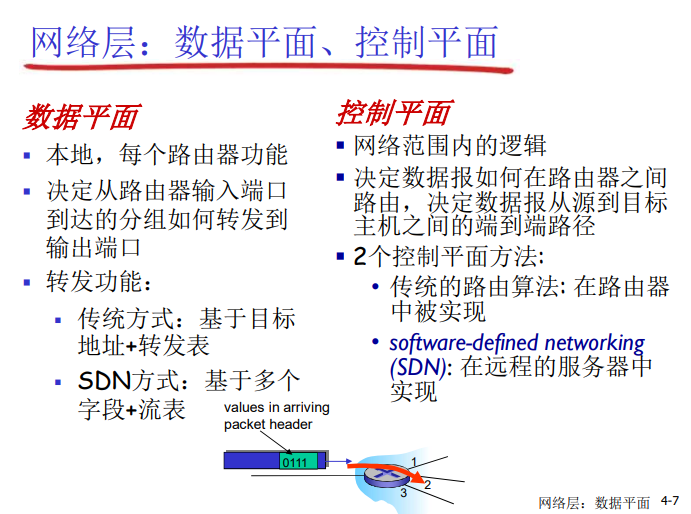 网络层：数据平面、控制平面
数据平面
▪ 本地，每个路由器功能
▪ 决定从路由器输入端口
到达的分组如何转发到
输出端口
▪ 转发功能：
▪ 传统方式：基于目标
地址+转发表
▪ SDN方式：基于多个
字段+流表
控制平面
▪ 网络范围内的逻辑
▪ 决定数据报如何在路由器之间
路由，决定数据报从源到目标
主机之间的端到端路径
▪ 2个控制平面方法:
• 传统的路由算法: 在路由器
中被实现
• software-defined networking
(SDN): 在远程的服务器中
实现
values in arriving
packet header
0111
1
2
3
网络层：数据平面 4-7